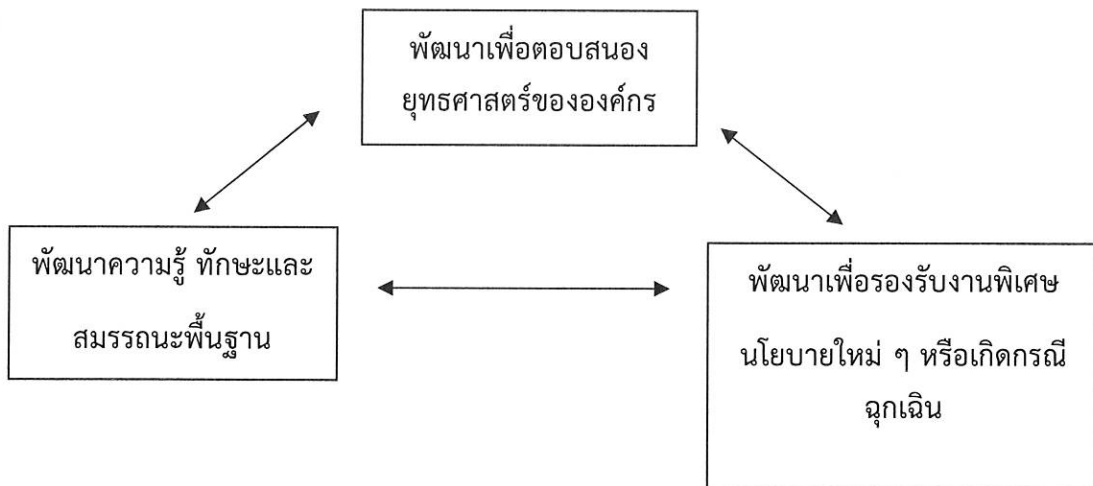 พัฒนาเพื่อตอบสนอง
ยุทธศาสตร์ขององค์กร
พัฒนาความรู้ ทักษะและ
สมรรถนะพื้นฐาน
พัฒนาเพื่อรองรับงานพิเศษ
นโยบายใหม่ ๆ หรือเกิดกรณี
ฉุกเฉิน